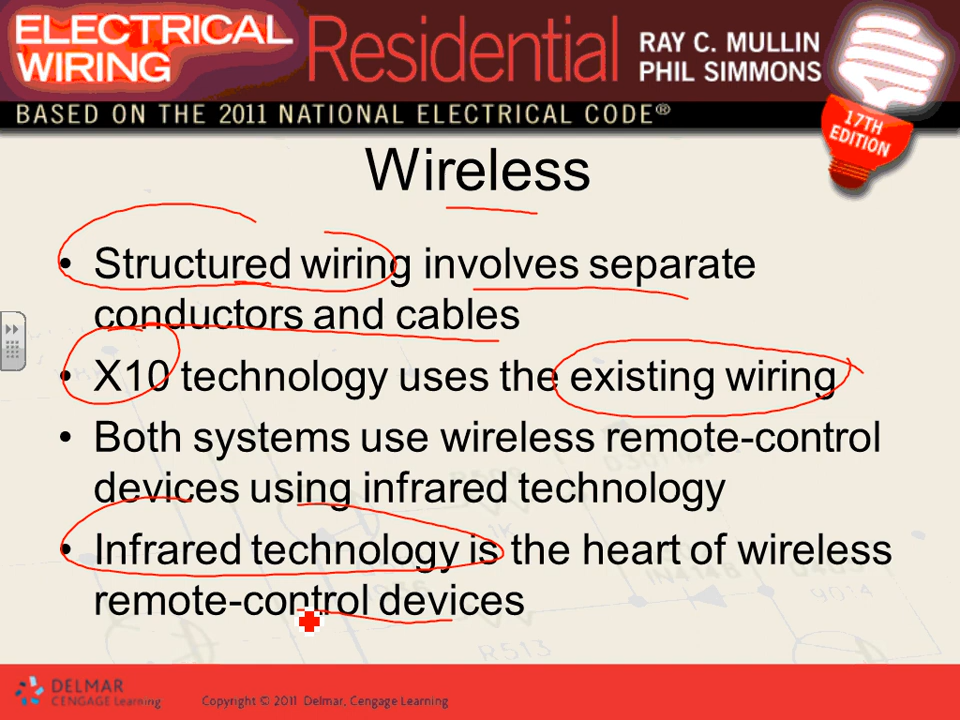 ELECTRICAL
WIRING
Residential
RAY C. MULLIN
PHIL SIMMONS
BASED ON THE 2011 NATIONAL ELECTRICAL CODE®
17TH
EDITION
Wireless
• Structured wiring involves separate
conductors and cables
• X10 technology uses the existing wiring
• Both systems use wireless remote-control
devices using infrared technology
• Infrared technology is the heart of wireless
remote-control devices
R513
DELMAR
CENGAGE Learning
Copyright © 2011 Delmar, Cengage Learning